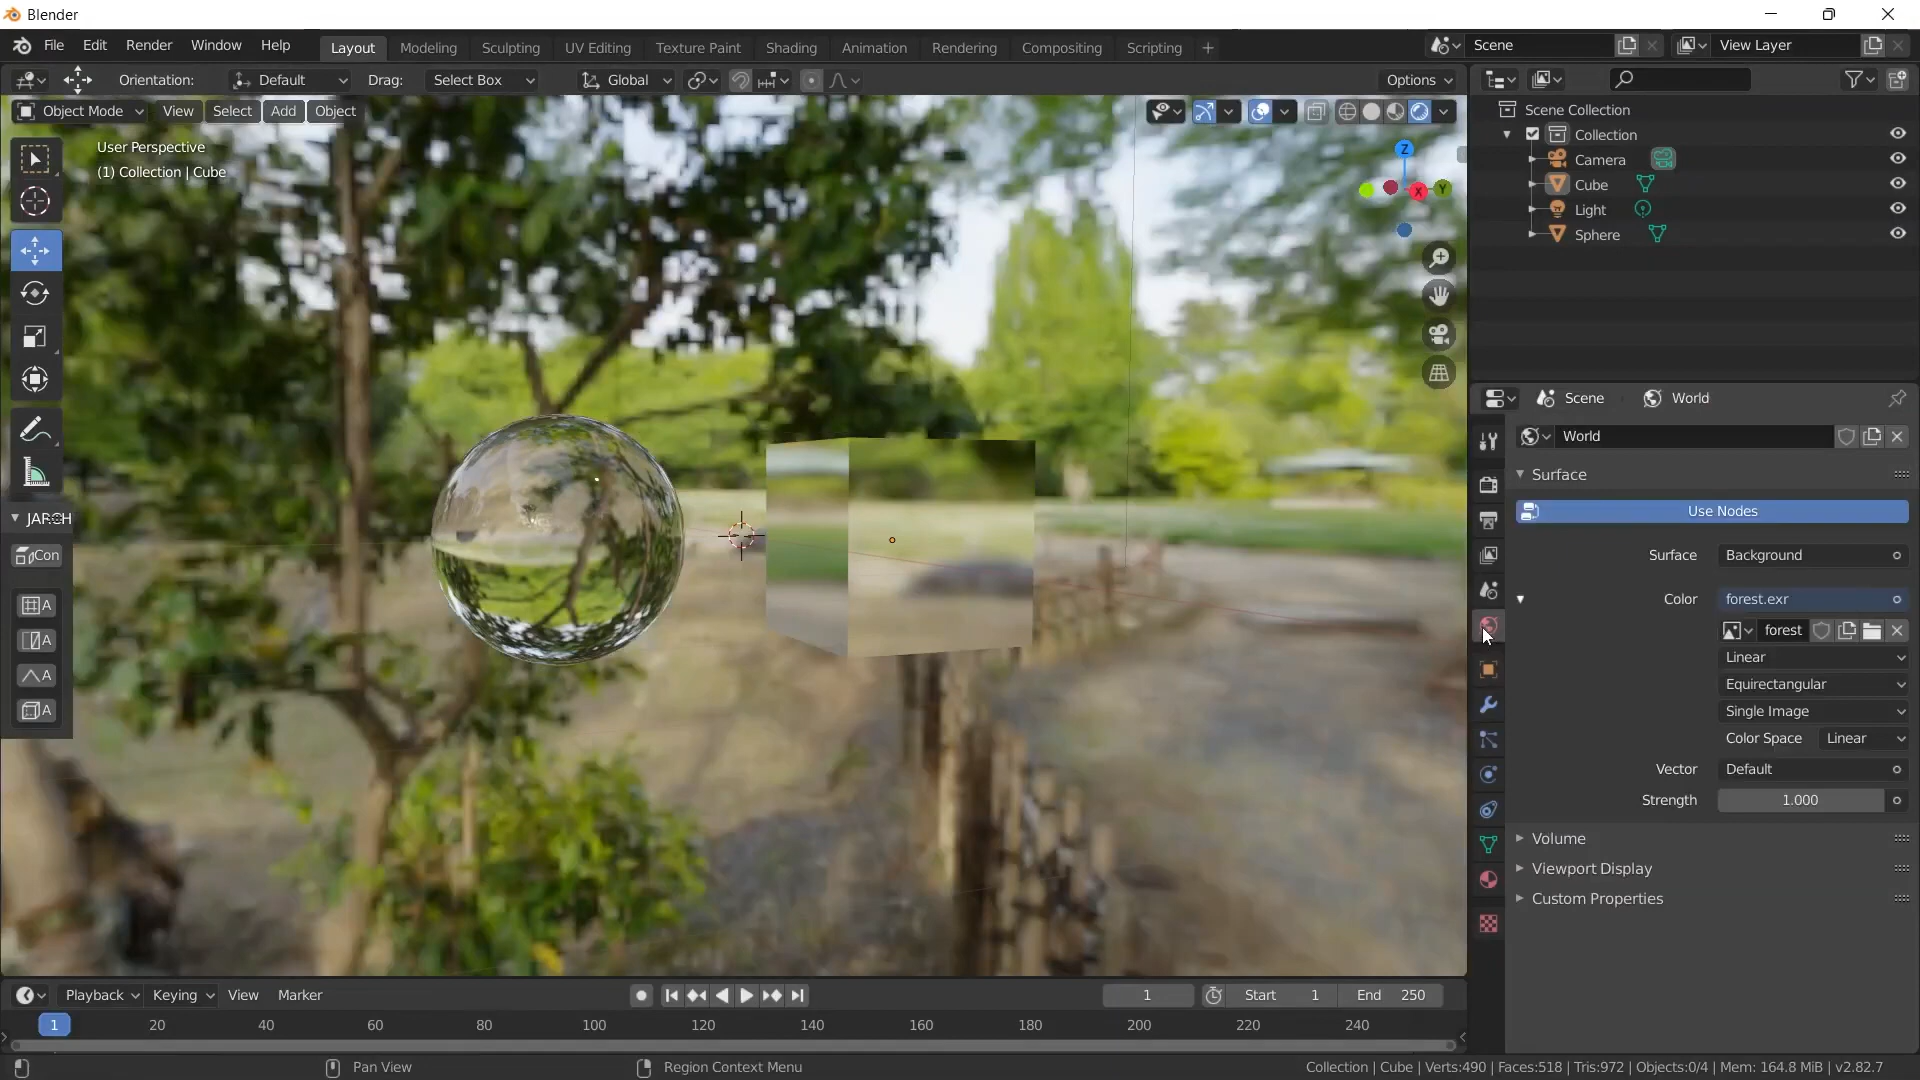 Blender
File Edit Render Window Help Layout Modeling Sculpting UV Editing Texture Paint Shading Animation Rendering Compositing Scripting + Scene View Layer
Orientation: Default Drag: Select Box Global Options
Object Mode View Select Add Object
User Perspective
(1) Collection | Cube
Z
X Y
JARCH
Con
A
A
A
A
Scene Collection
Collection
Camera
Cube
Light
Sphere
Scene World
World
Surface
Use Nodes
Surface Background
Color forest.exr
forest
Linear
Equirectangular
Single Image
Color Space Linear
Vector Default
Strength 1.000
Volume
Viewport Display
Custom Properties
Playback Keying View Marker 1 Start 1 End 250
1 20 40 60 80 100 120 140 160 180 200 220 240
Pan View Region Context Menu Collection | Cube | Verts:490 | Faces:518 | Tris:972 | Objects:0/4 | Mem: 164.8 MiB | v2.82.7